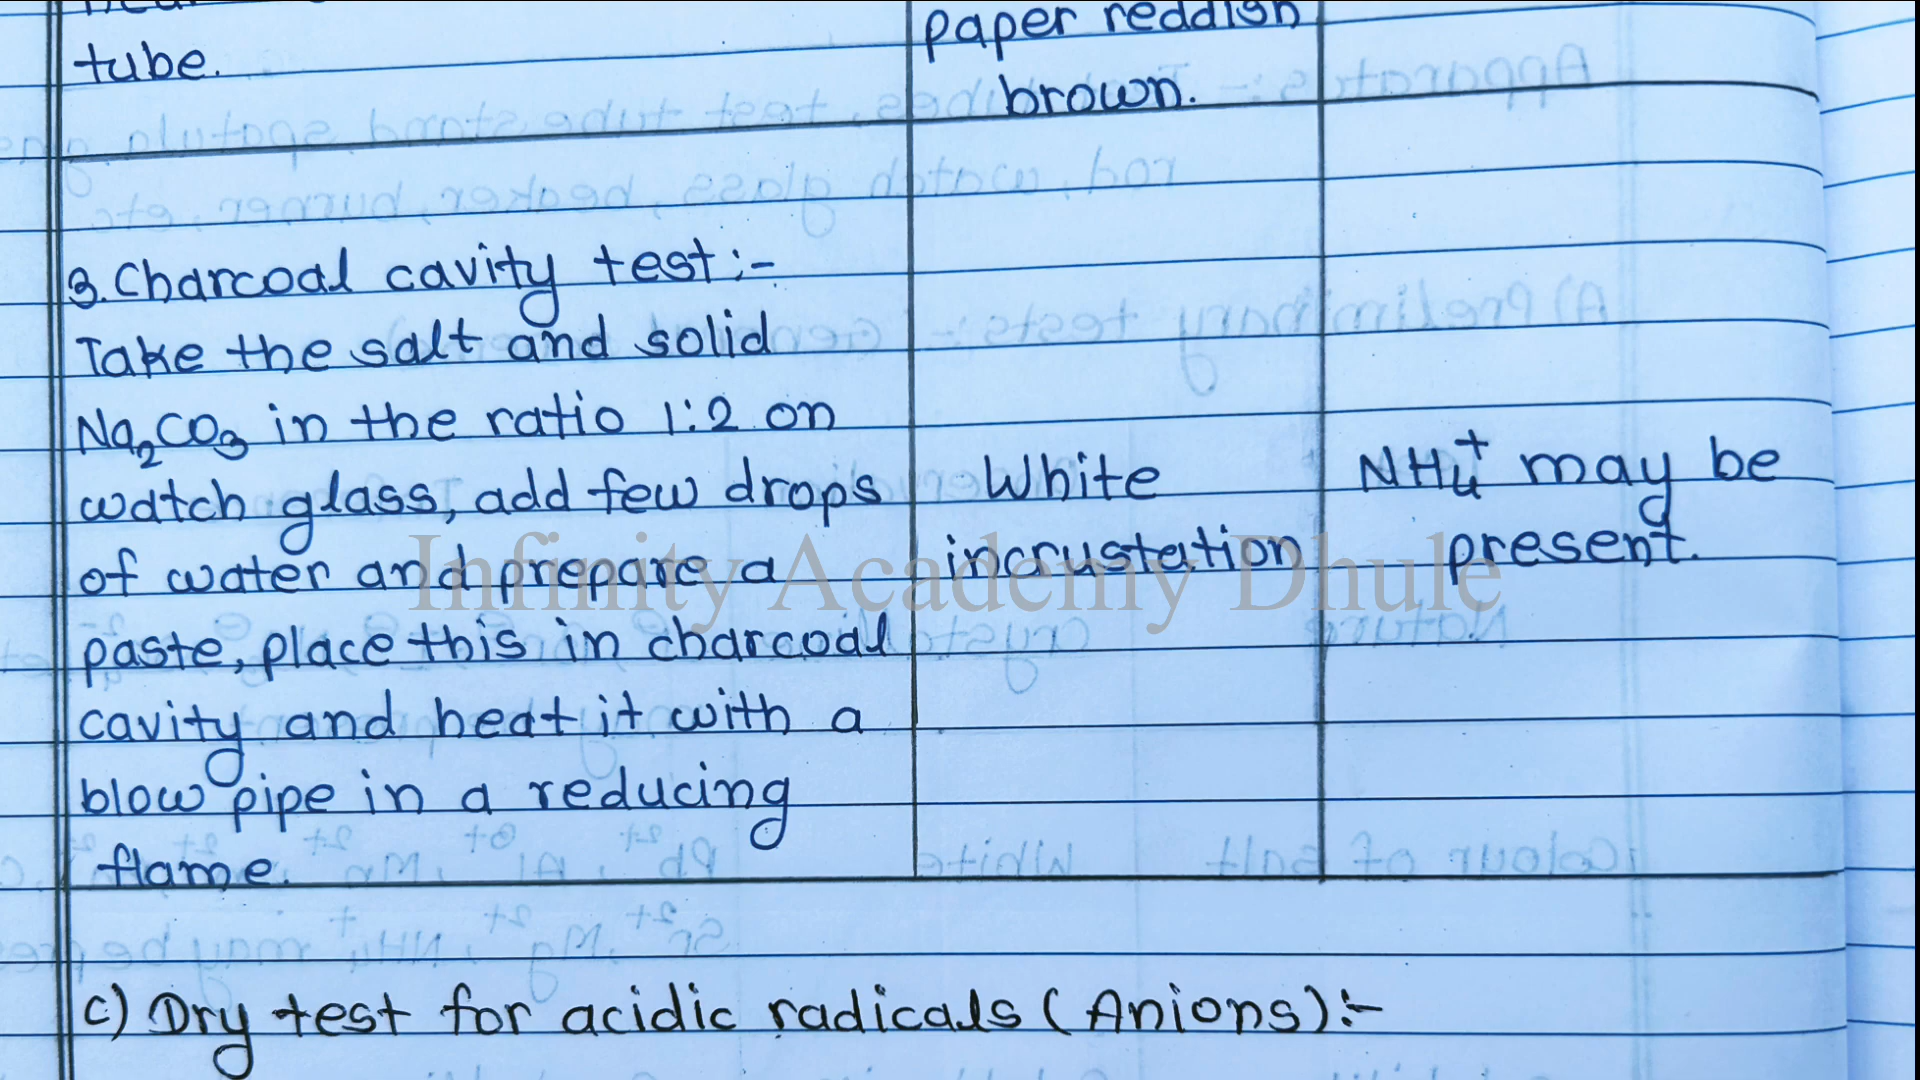 tube.
paper reddish
brown.
3. Charcoal cavity test:-
Take the salt and solid
Na₂CO₃ in the ratio 1:2 on
watch glass, add few drops
of water and prepare a
paste, place this in charcoal
cavity and heat it with a
blow pipe in a reducing
flame.
White
incrustation
NH₄⁺ may be
present.
Infinity Academy Dhule
c) Dry test for acidic radicals (Anions):-